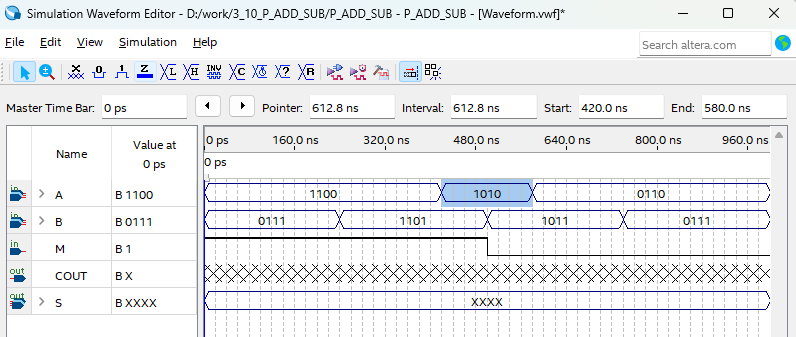 Simulation Waveform Editor - D:/work/3_10_P_ADD_SUB/P_ADD_SUB - P_ADD_SUB - [Waveform.vwf]*
File Edit View Simulation Help
Search altera.com
0 1 Z H INV C ? R
Master Time Bar: 0 ps Pointer: 612.8 ns Interval: 612.8 ns Start: 420.0 ns End: 580.0 ns
Name Value at 0 ps
0 ps 160.0 ns 320.0 ns 480.0 ns 640.0 ns 800.0 ns 960.0 ns
0 ps
in A B 1100 1100 1010 0110
in B B 0111 0111 1101 1011 0111
in M B 1
out COUT B X
out S B XXXX XXXX